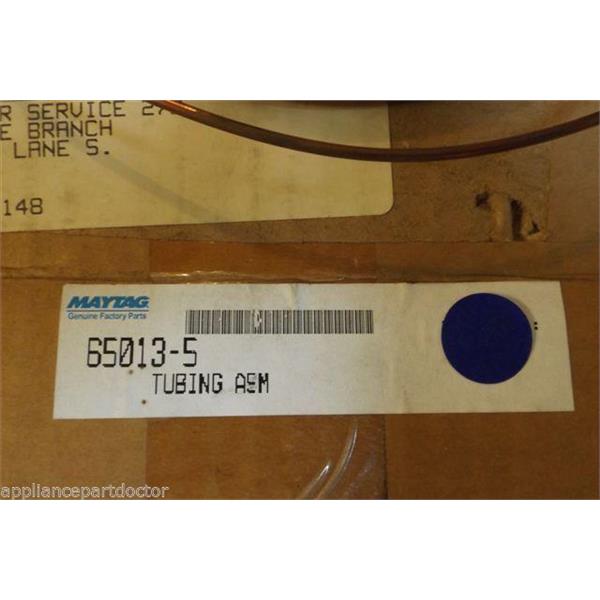 R SERVICE 27
E BRANCH
LANE S.
148
MAYTAG
Genuine Factory Parts
65013-5
TUBING ASM
appliancepartdoctor